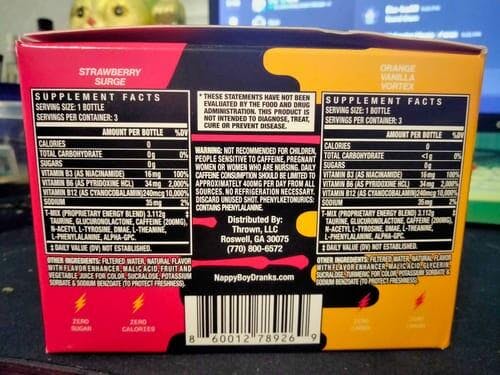 STRAWBERRY
SURGE
SUPPLEMENT FACTS
SERVING SIZE: 1 BOTTLE
SERVINGS PER CONTAINER: 3
AMOUNT PER BOTTLE %DV
CALORIES 0
TOTAL CARBOHYDRATE 0g 0%
SUGARS 0g
VITAMIN B3 (AS NIACINAMIDE) 16mg 100%
VITAMIN B6 (AS PYRIDOXINE HCL) 34mg 2,000%
VITAMIN B12 (AS CYANOCOBALAMIN) 240mcg 10,000%
SODIUM 35mg 2%
T-MIX (PROPRIETARY ENERGY BLEND) 3.112g ‡
TAURINE, GLUCURONOLACTONE, CAFFEINE (200MG),
N-ACETYL L-TYROSINE, DMAE, L-THEANINE,
L-PHENYLALANINE, ALPHA-GPC.
‡ DAILY VALUE (DV) NOT ESTABLISHED.
OTHER INGREDIENTS: FILTERED WATER, NATURAL FLAVOR
WITH FLAVOR ENHANCER, MALIC ACID, FRUIT AND
VEGETABLE JUICE FOR COLOR, SUCRALOSE, POTASSIUM
SORBATE & SODIUM BENZOATE (TO PROTECT FRESHNESS).
ZERO
SUGAR
ZERO
CALORIES
* THESE STATEMENTS HAVE NOT BEEN
EVALUATED BY THE FOOD AND DRUG
ADMINISTRATION. THIS PRODUCT IS
NOT INTENDED TO DIAGNOSE, TREAT,
CURE OR PREVENT DISEASE.
WARNING: NOT RECOMMENDED FOR CHILDREN,
PEOPLE SENSITIVE TO CAFFEINE, PREGNANT
WOMEN OR WOMEN WHO ARE NURSING. DAILY
CAFFEINE CONSUMPTION SHOULD BE LIMITED TO
APPROXIMATELY 400MG PER DAY FROM ALL
SOURCES. NO REFRIGERATION NECESSARY.
DISCARD UNUSED SHOT. PHENYLKETONURICS:
CONTAINS PHENYLALANINE.
Distributed By:
Thrown, LLC
Roswell, GA 30075
(770) 800-6572
NappyBoyDranks.com
8 60012 78926 9
ORANGE
VANILLA
VORTEX
SUPPLEMENT FACTS
SERVING SIZE: 1 BOTTLE
SERVINGS PER CONTAINER: 3
AMOUNT PER BOTTLE %DV
CALORIES 0
TOTAL CARBOHYDRATE <1g 0%
SUGARS 0g
VITAMIN B3 (AS NIACINAMIDE) 16mg 100%
VITAMIN B6 (AS PYRIDOXINE HCL) 34mg 2,000%
VITAMIN B12 (AS CYANOCOBALAMIN) 240mcg 10,000%
SODIUM 35mg 2%
T-MIX (PROPRIETARY ENERGY BLEND) 3.112g ‡
TAURINE, GLUCURONOLACTONE, CAFFEINE (200MG),
N-ACETYL L-TYROSINE, DMAE, L-THEANINE,
L-PHENYLALANINE, ALPHA-GPC.
‡ DAILY VALUE (DV) NOT ESTABLISHED.
OTHER INGREDIENTS: FILTERED WATER, NATURAL FLAVOR
WITH FLAVOR ENHANCER, MALIC ACID, GLYCERIN,
SUCRALOSE, TURMERIC FOR COLOR, POTASSIUM SORBATE &
SODIUM BENZOATE (TO PROTECT FRESHNESS).
ZERO
ZERO